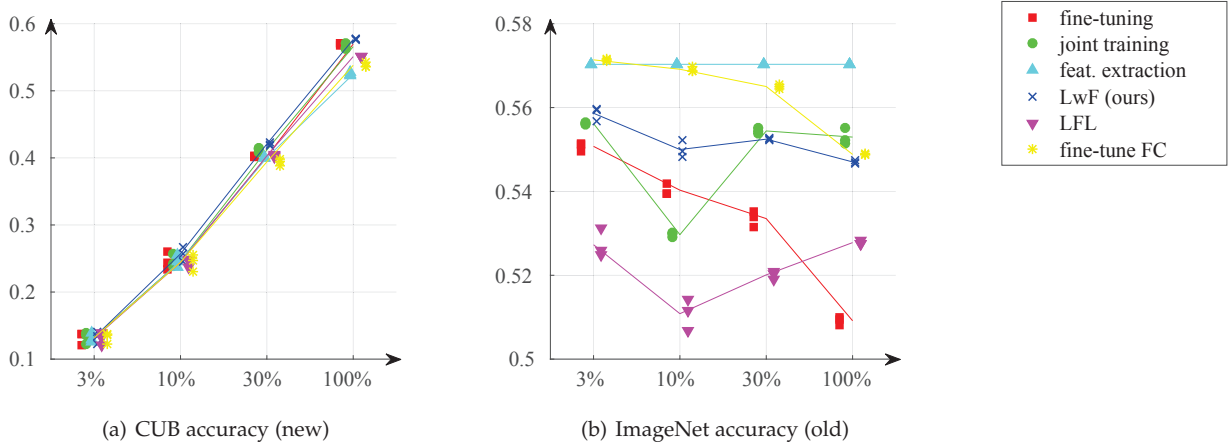 0.6
0.5
0.4
0.3
0.2
0.1
3% 10% 30% 100%
(a) CUB accuracy (new)
0.58
0.56
0.54
0.52
0.5
3% 10% 30% 100%
(b) ImageNet accuracy (old)
fine-tuning
joint training
feat. extraction
LwF (ours)
LFL
fine-tune FC